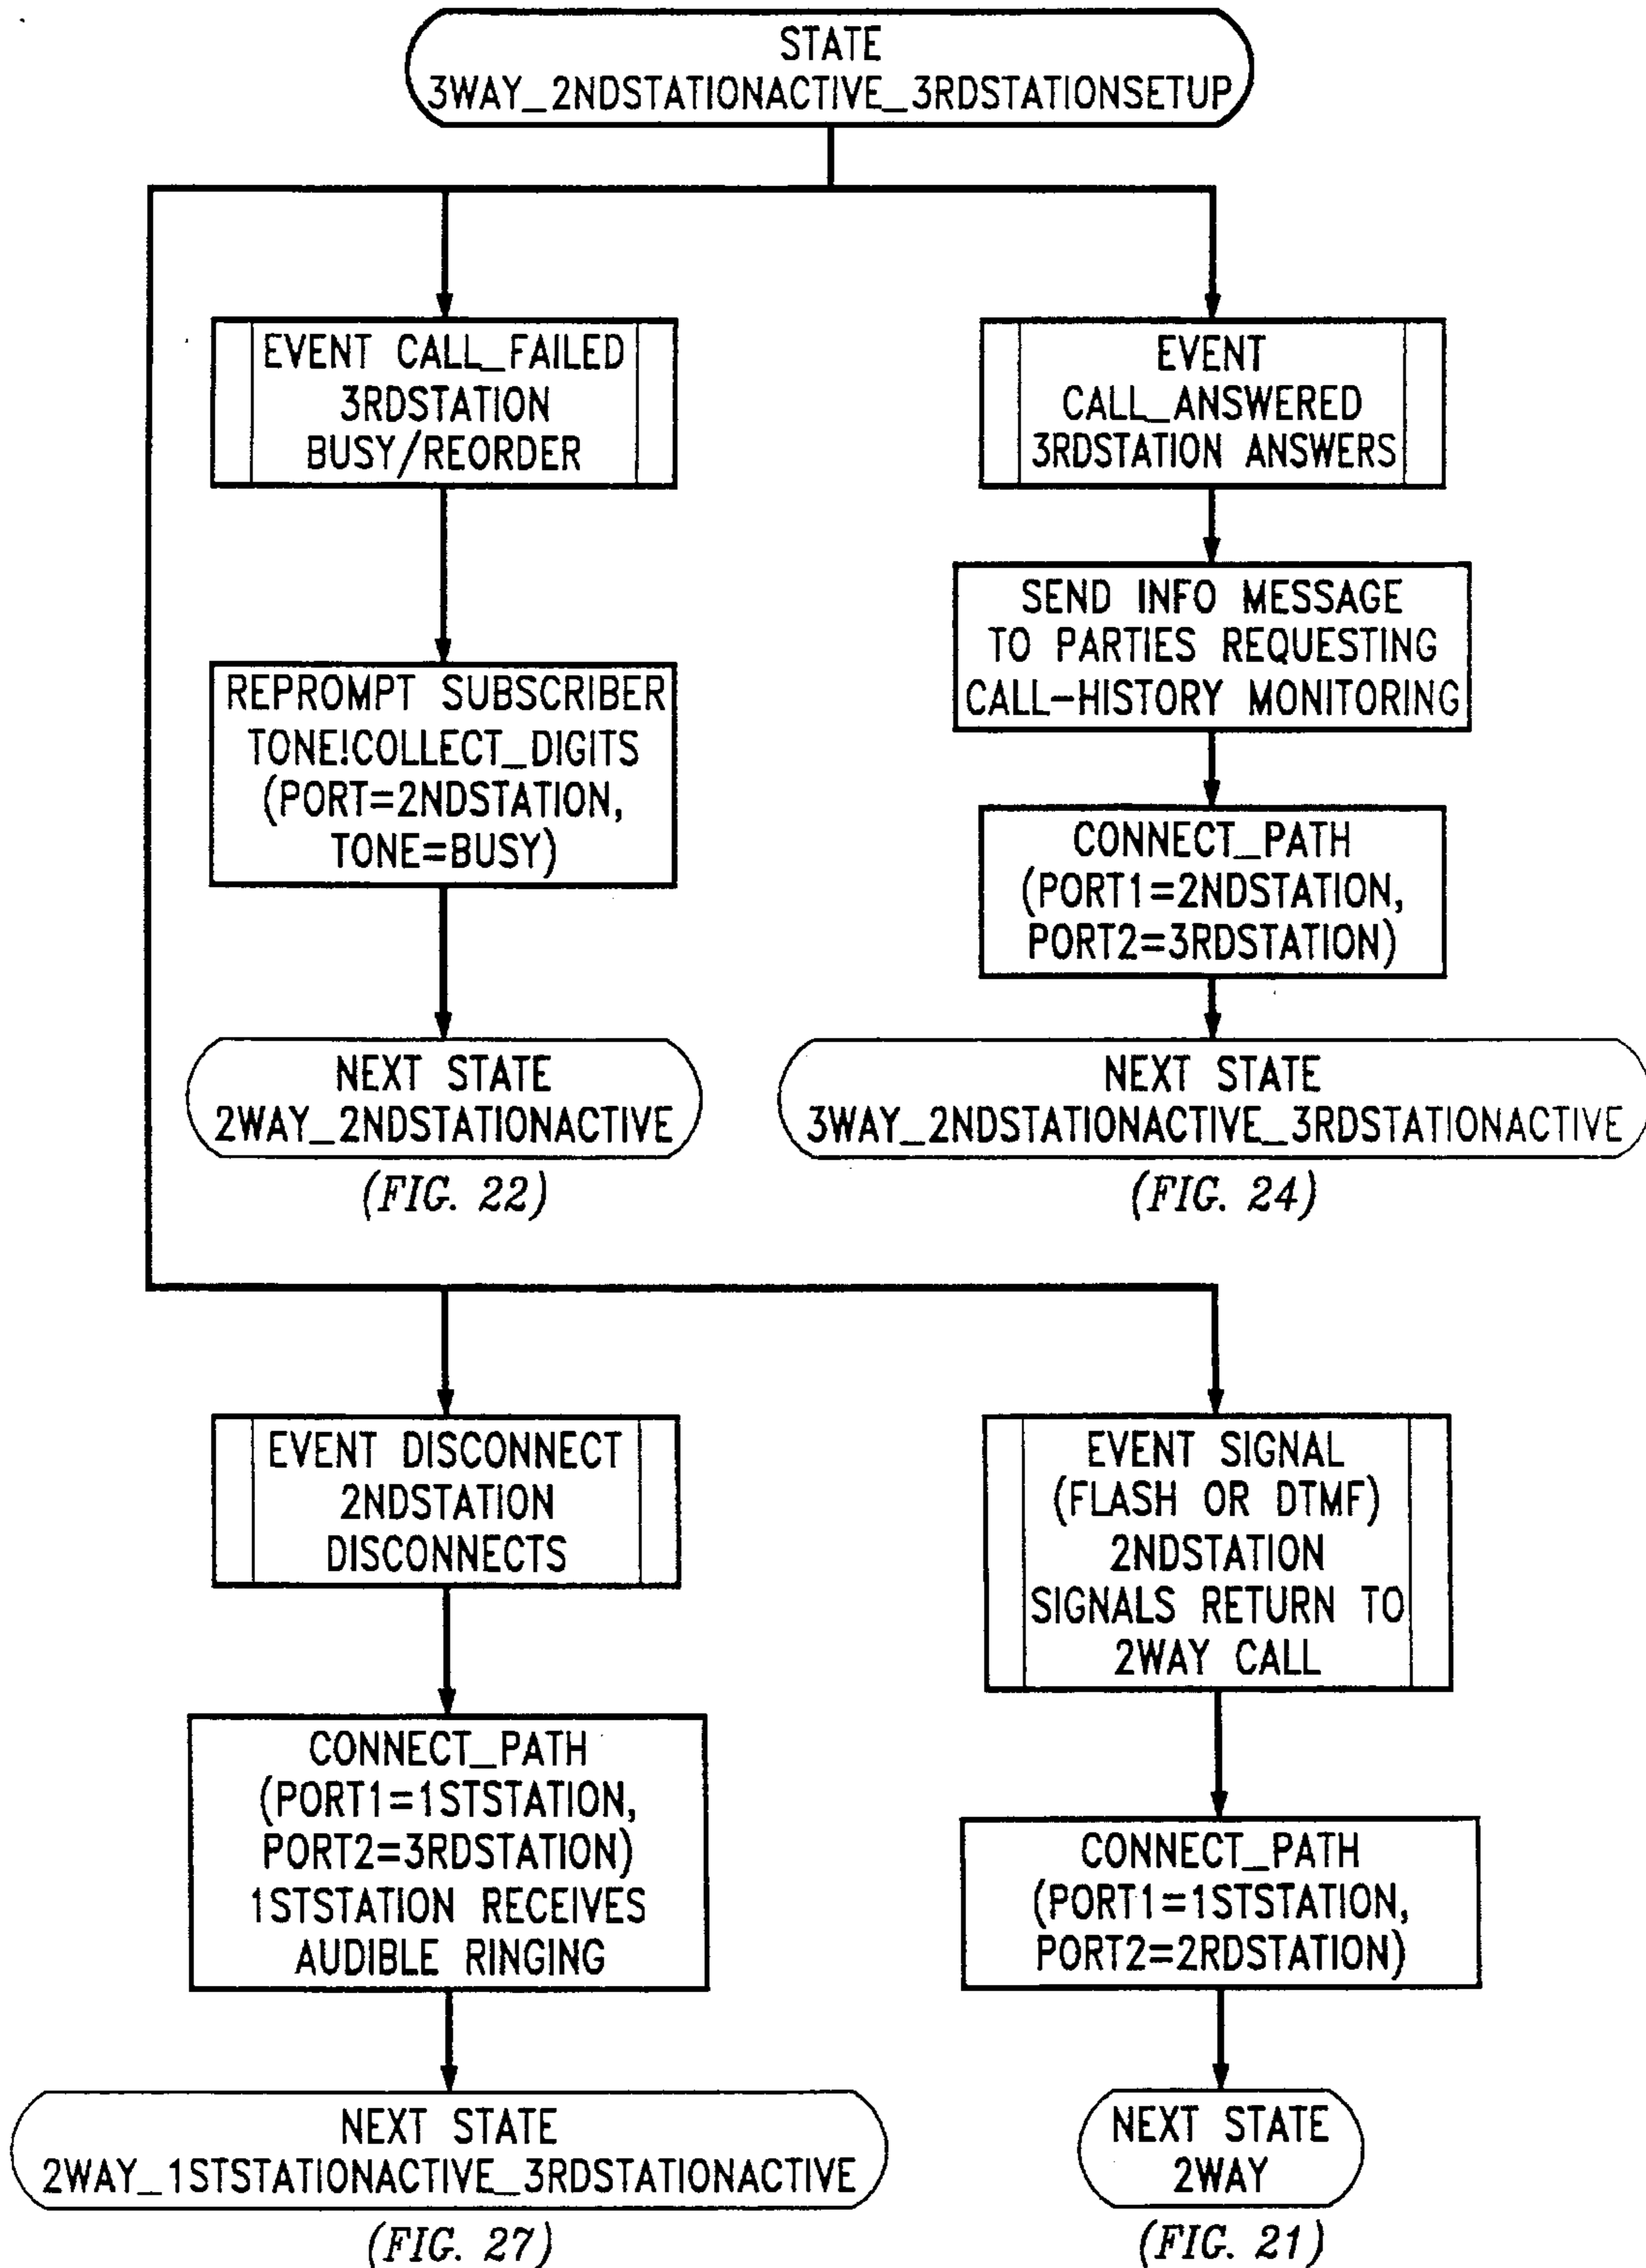 STATE
3WAY_2NDSTATIONACTIVE_3RDSTATIONSETUP
EVENT CALL_FAILED
3RDSTATION
BUSY/REORDER
REPROMPT SUBSCRIBER
TONE!COLLECT_DIGITS
(PORT=2NDSTATION,
TONE=BUSY)
NEXT STATE
2WAY_2NDSTATIONACTIVE
(FIG. 22)
EVENT
CALL_ANSWERED
3RDSTATION ANSWERS
SEND INFO MESSAGE
TO PARTIES REQUESTING
CALL-HISTORY MONITORING
CONNECT_PATH
(PORT1=2NDSTATION,
PORT2=3RDSTATION)
NEXT STATE
3WAY_2NDSTATIONACTIVE_3RDSTATIONACTIVE
(FIG. 24)
EVENT DISCONNECT
2NDSTATION
DISCONNECTS
CONNECT_PATH
(PORT1=1STSTATION,
PORT2=3RDSTATION)
1STSTATION RECEIVES
AUDIBLE RINGING
NEXT STATE
2WAY_1STSTATIONACTIVE_3RDSTATIONACTIVE
(FIG. 27)
EVENT SIGNAL
(FLASH OR DTMF)
2NDSTATION
SIGNALS RETURN TO
2WAY CALL
CONNECT_PATH
(PORT1=1STSTATION,
PORT2=2RDSTATION)
NEXT STATE
2WAY
(FIG. 21)